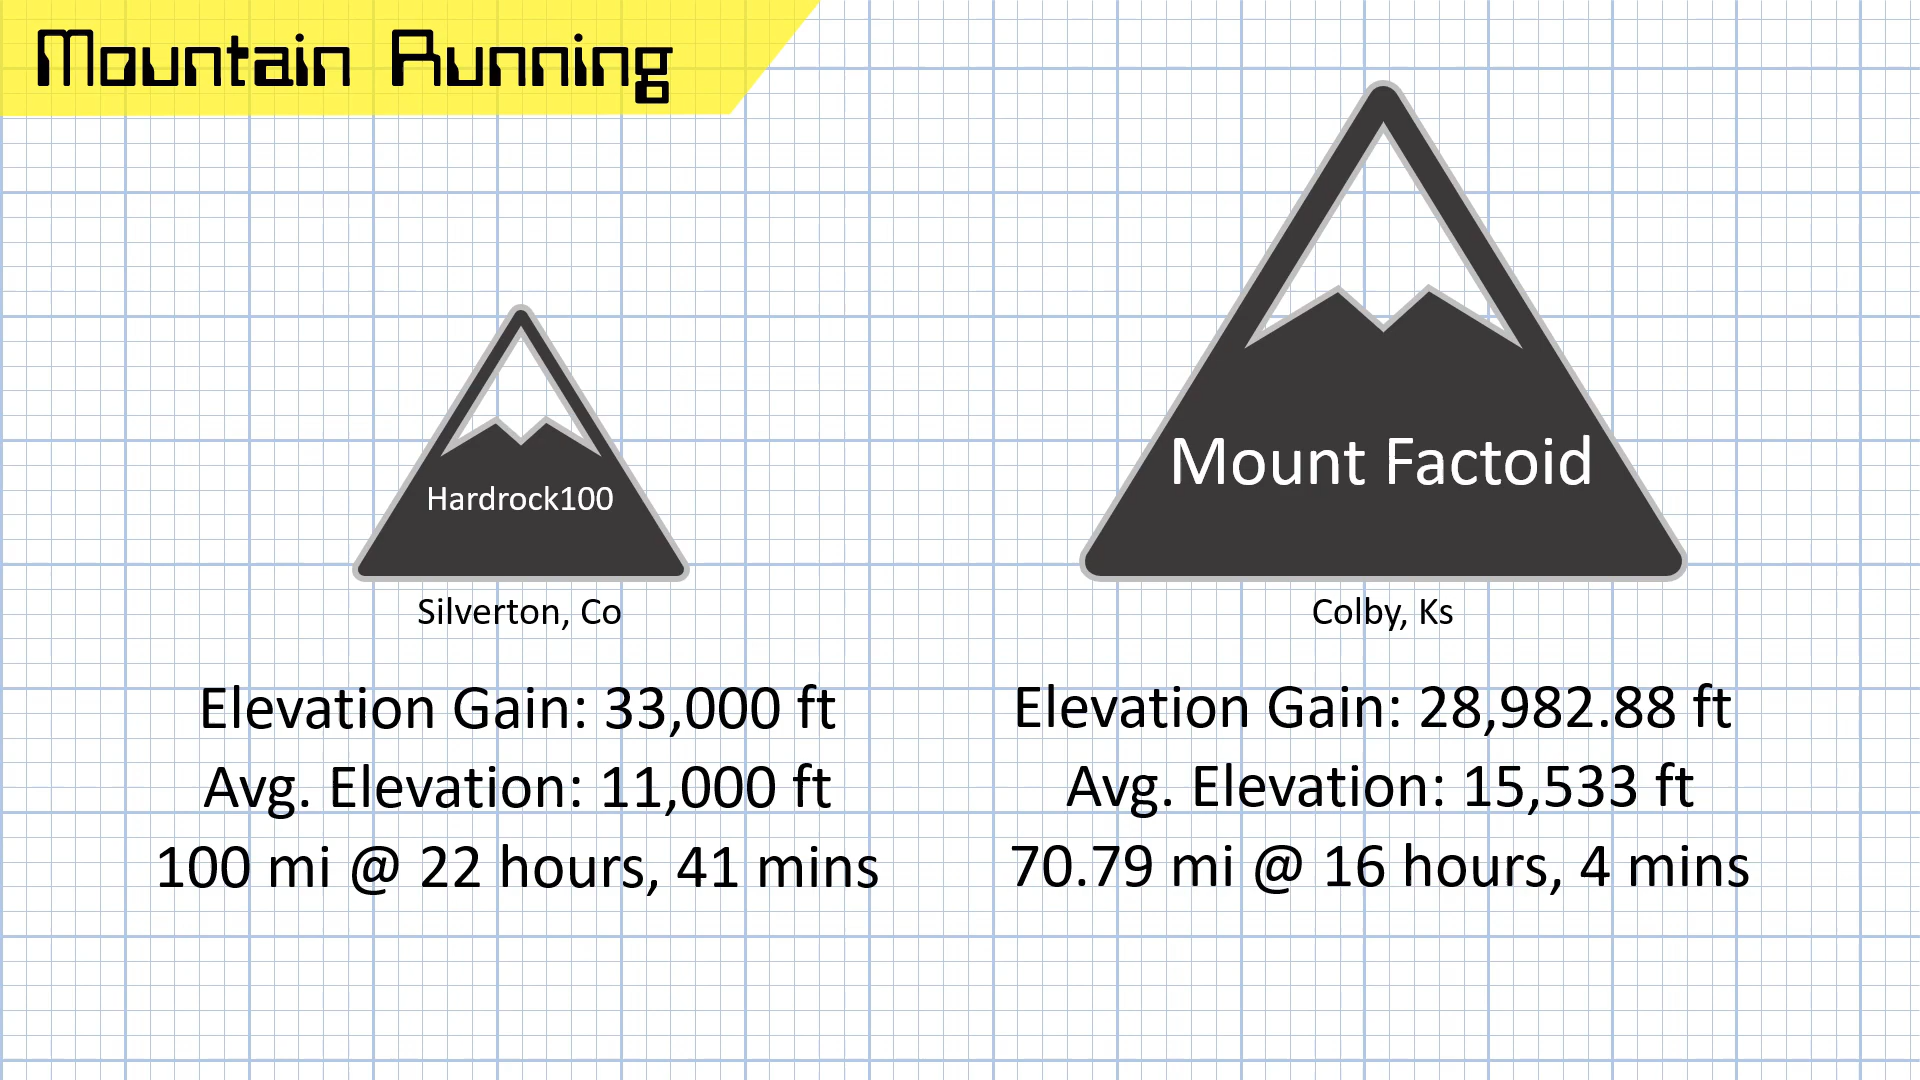 Mountain Running
Hardrock100
Silverton, Co
Elevation Gain: 33,000 ft
Avg. Elevation: 11,000 ft
100 mi @ 22 hours, 41 mins
Mount Factoid
Colby, Ks
Elevation Gain: 28,982.88 ft
Avg. Elevation: 15,533 ft
70.79 mi @ 16 hours, 4 mins